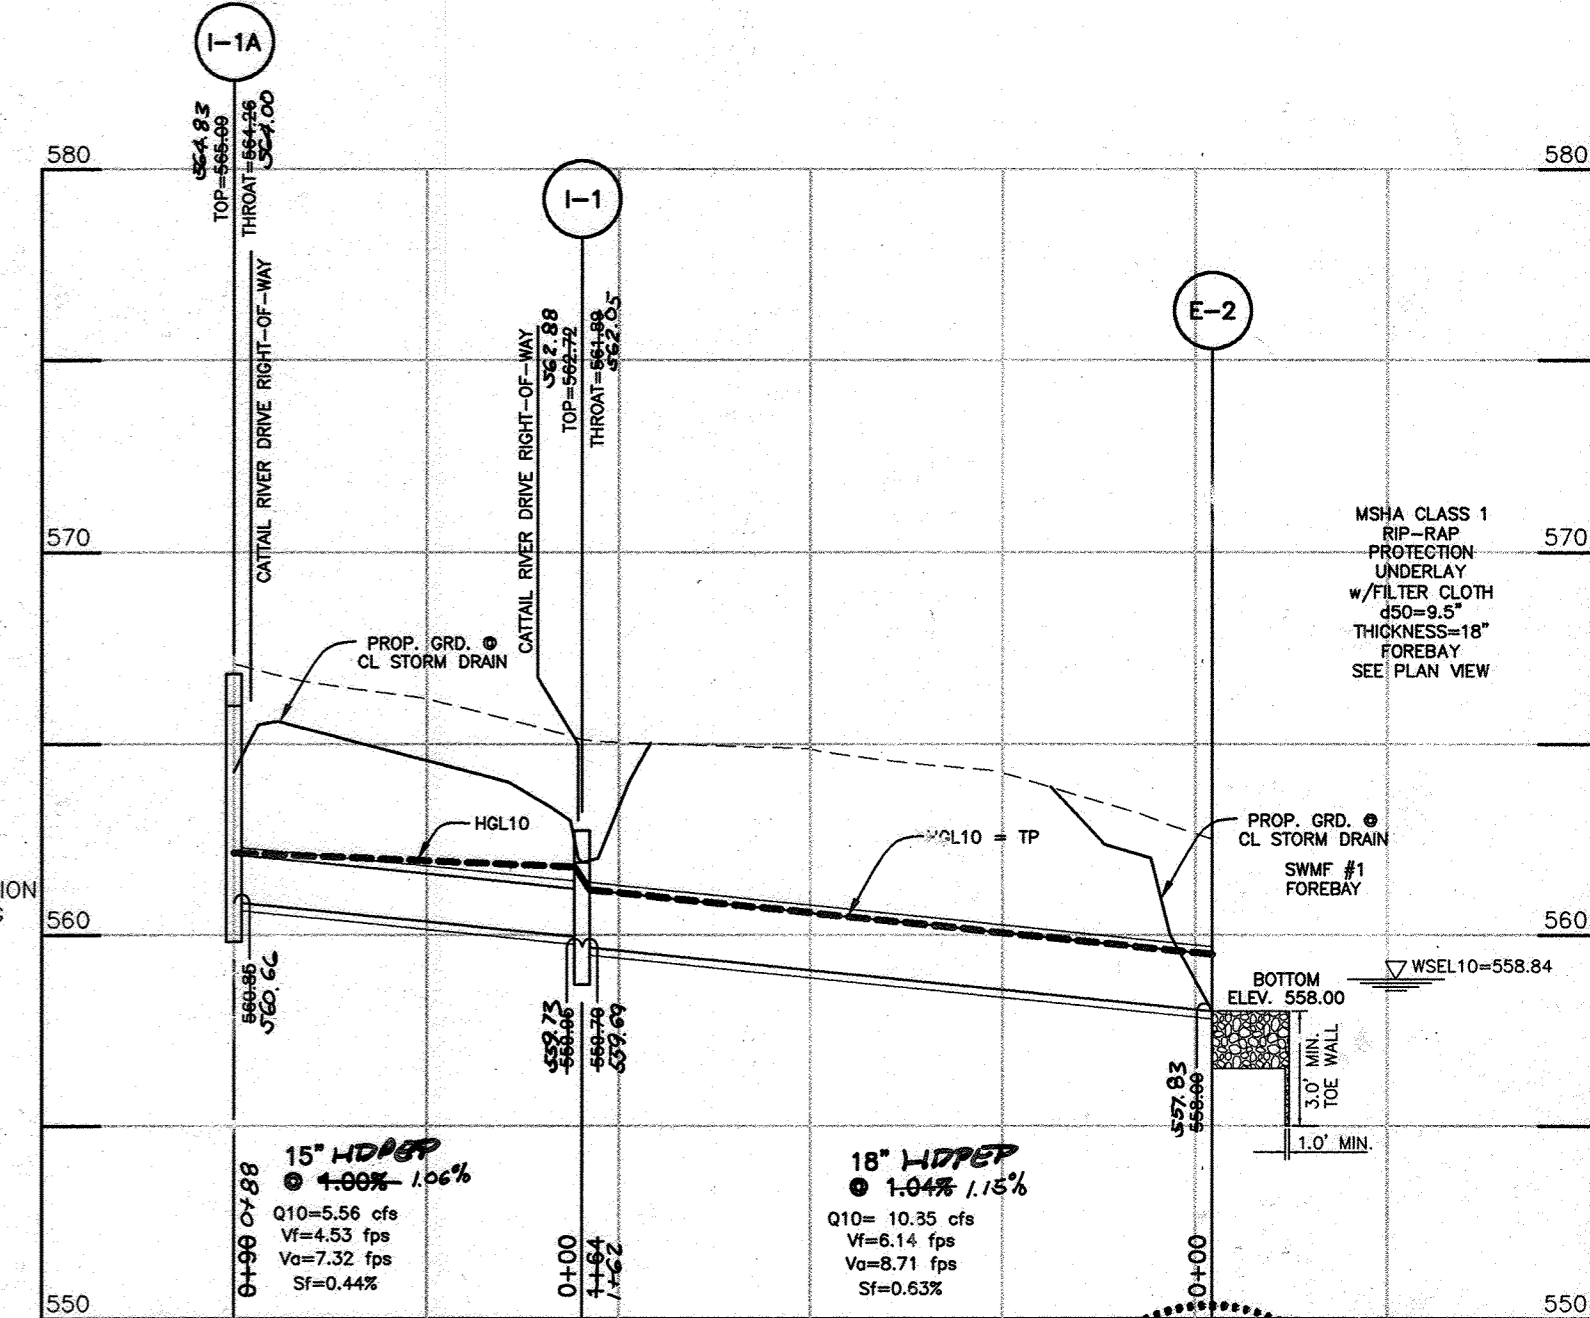 I-1A
564.83
TOP=565.09
THROAT=564.26
564.00
CATTAIL RIVER DRIVE RIGHT-OF-WAY
580
580
I-1
CATTAIL RIVER DRIVE RIGHT-OF-WAY
562.88
TOP=562.72
THROAT=561.89
562.05
E-2
570
570
MSHA CLASS 1
RIP-RAP
PROTECTION
UNDERLAY
w/FILTER CLOTH
d50=9.5"
THICKNESS=18"
FOREBAY
SEE PLAN VIEW
PROP. GRD. @
CL STORM DRAIN
HGL10
HGL10 = TP
PROP. GRD. @
CL STORM DRAIN
SWMF #1
FOREBAY
ION
560
560
WSEL10=558.84
BOTTOM
ELEV. 558.00
3.0' MIN.
TOE WALL
1.0' MIN.
560.85
560.66
559.73
559.69
557.83
558.00
15" HDPEP
@ 1.00% 1.06%
Q10=5.56 cfs
Vf=4.53 fps
Va=7.32 fps
Sf=0.44%
18" HDPEP
@ 1.04% 1.15%
Q10= 10.85 cfs
Vf=6.14 fps
Va=8.71 fps
Sf=0.63%
0+90 0+88
0+00
1+64
1+62
0+00
550
550